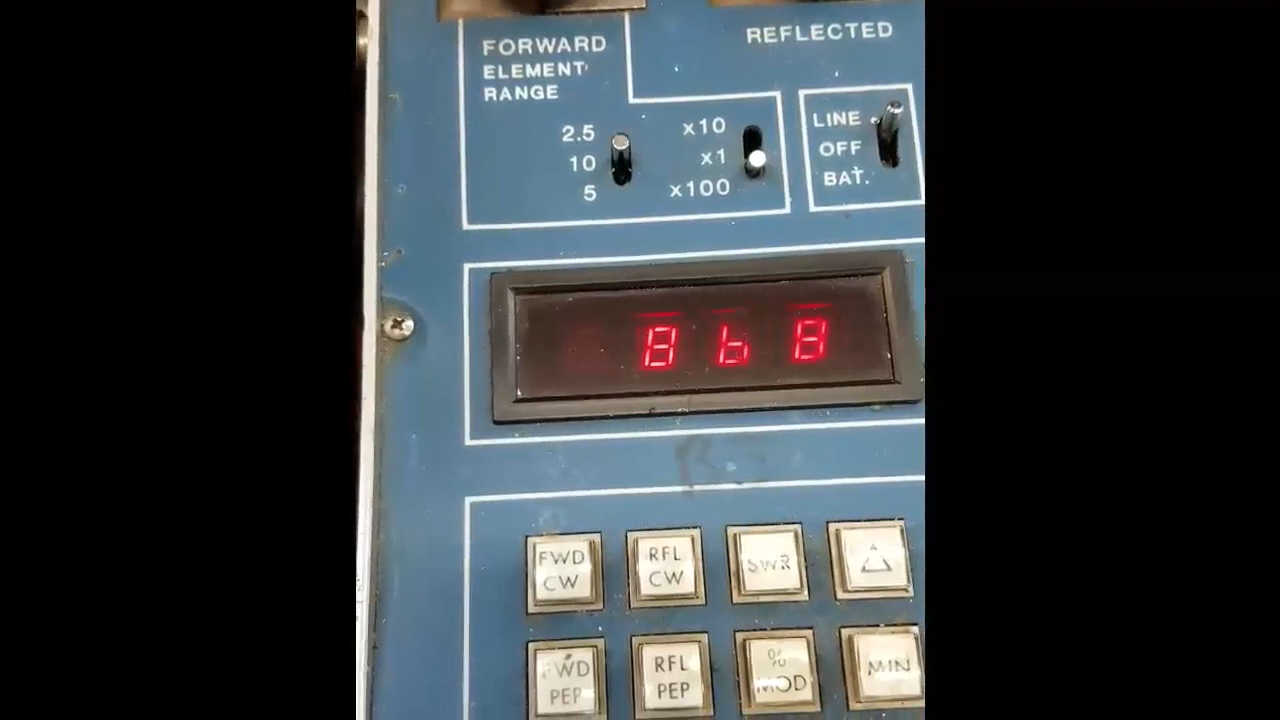 FORWARD
ELEMENT
RANGE
REFLECTED
2.5
10
5
x10
x1
x100
LINE
OFF
BAT.
8b8
FWD
CW
RFL
CW
SWR
△
FWD
PEP
RFL
PEP
%
MOD
MIN